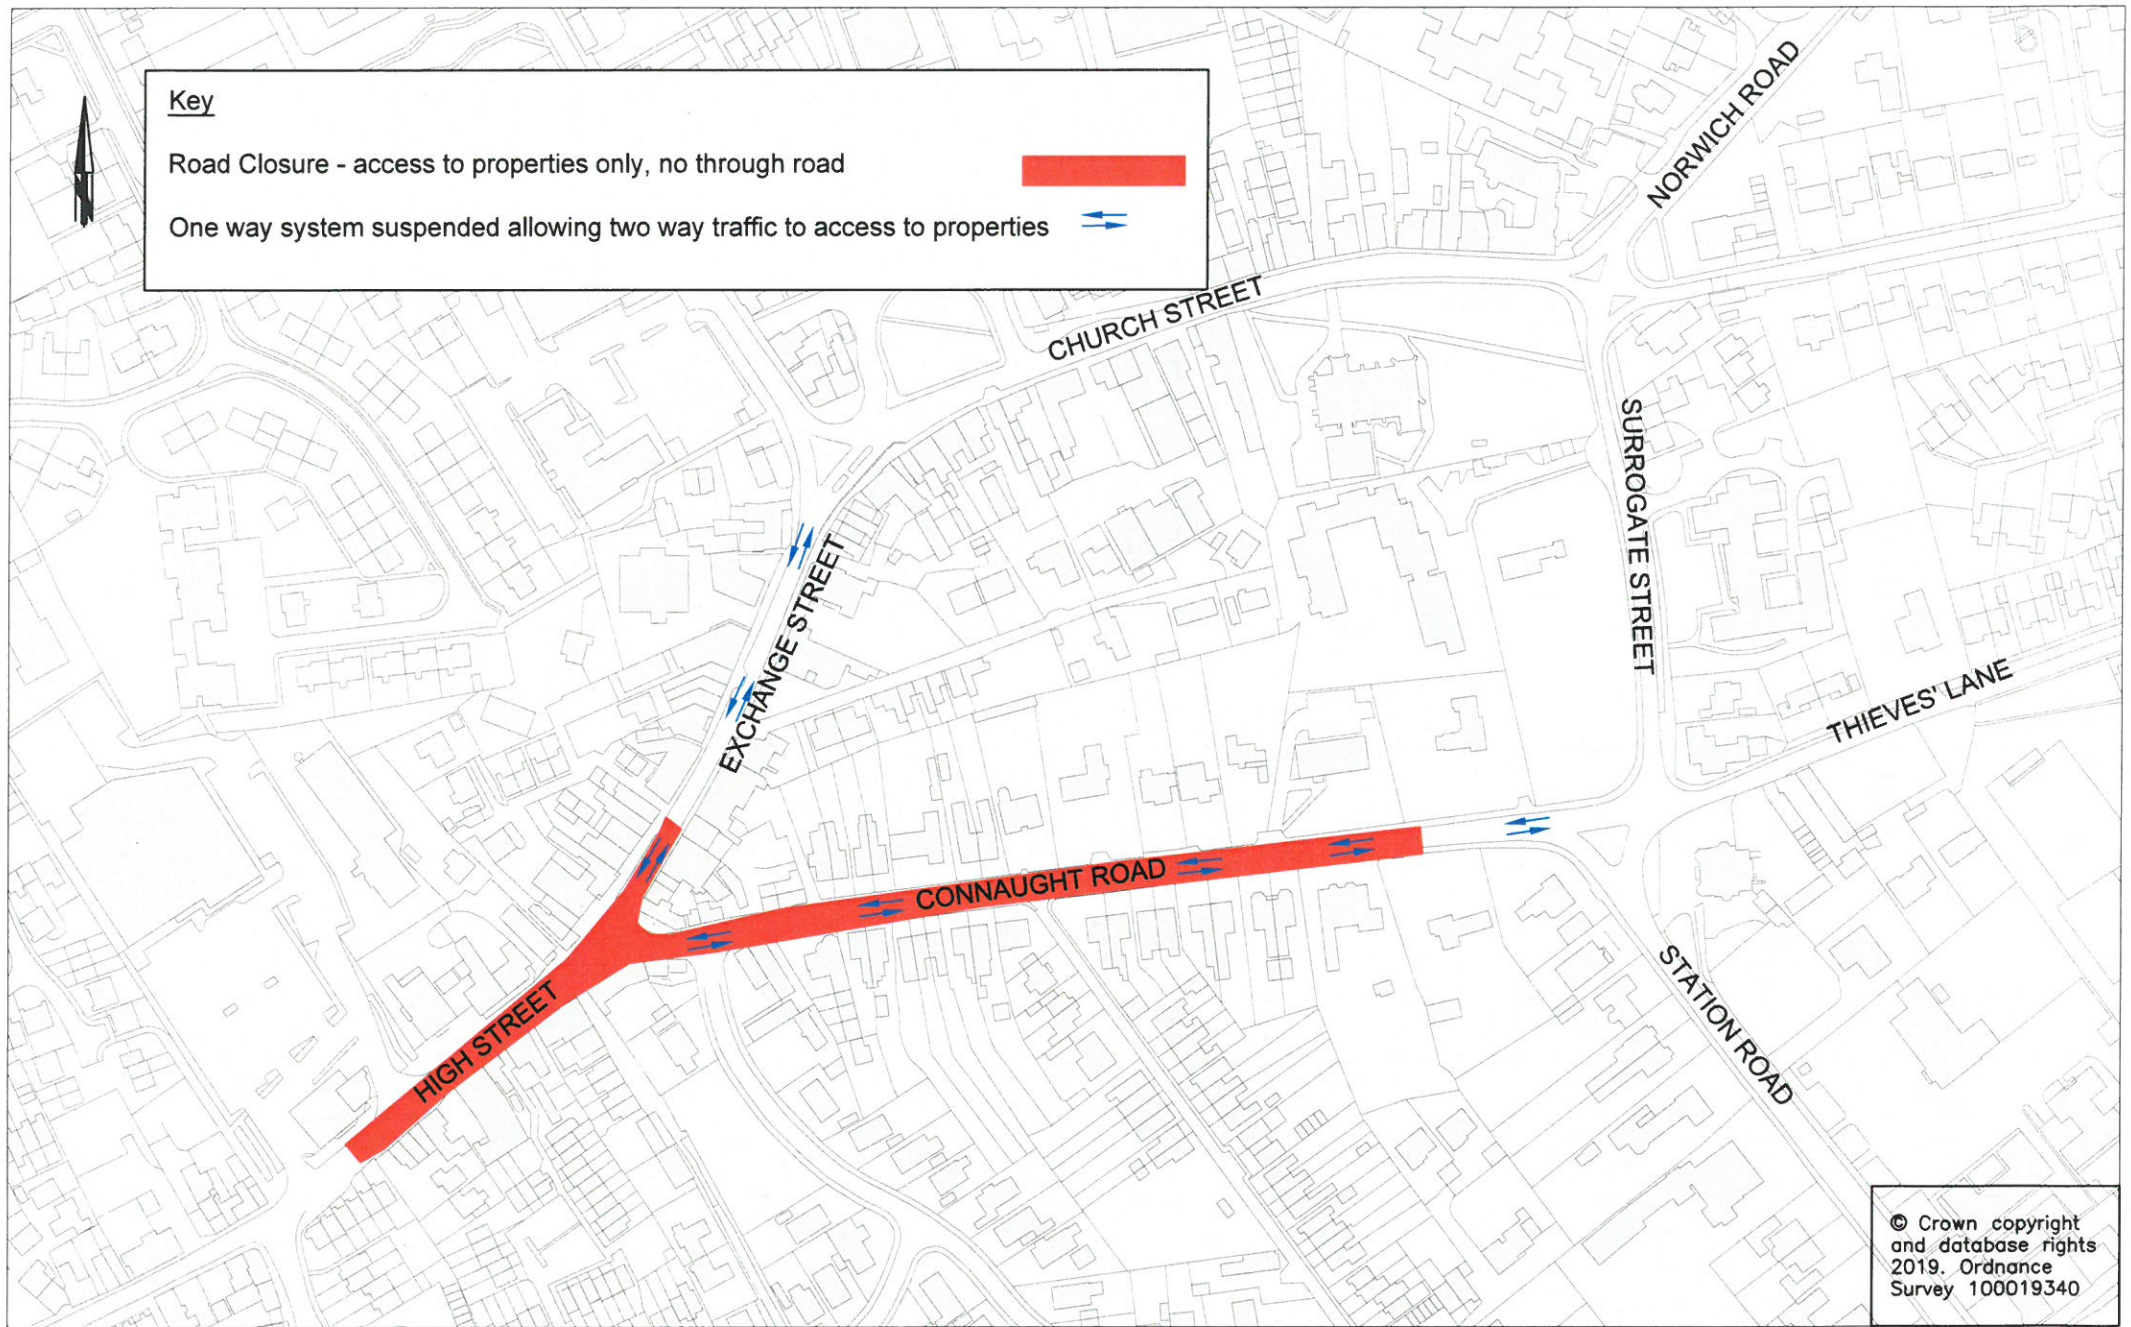 Key
Road Closure - access to properties only, no through road
One way system suspended allowing two way traffic to access to properties
NORWICH ROAD
CHURCH STREET
SURROGATE STREET
EXCHANGE STREET
THIEVES' LANE
CONNAUGHT ROAD
HIGH STREET
STATION ROAD
© Crown copyright
and database rights
2019. Ordnance
Survey 100019340